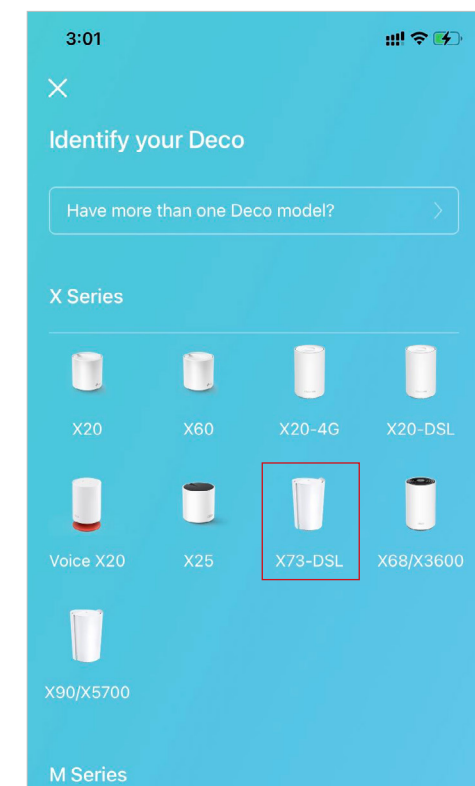 3:01
Identify your Deco
Have more than one Deco model?
X Series
X20 X60 X20-4G X20-DSL
Voice X20 X25 X73-DSL X68/X3600
X90/X5700
M Series